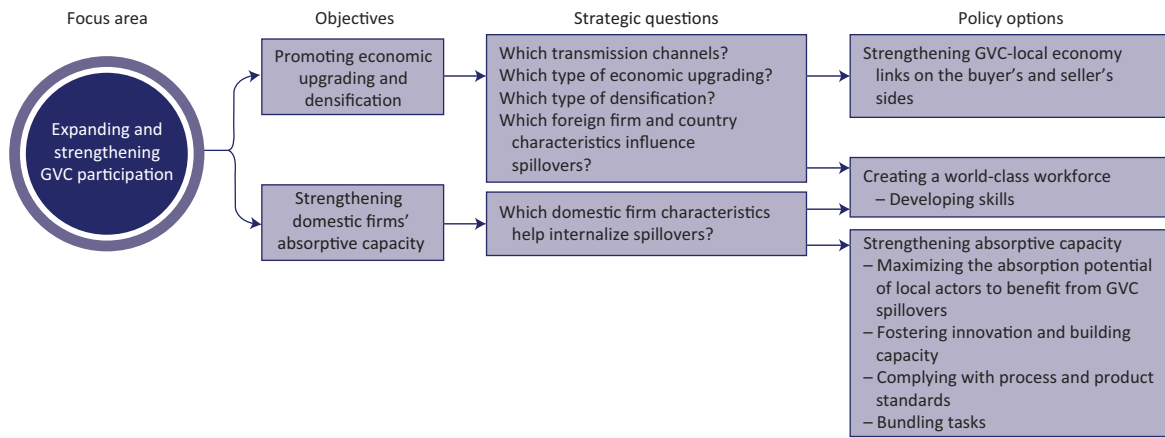 Focus area
Objectives
Strategic questions
Policy options
Expanding and
strengthening
GVC participation
Promoting economic
upgrading and
densification
Strengthening
domestic firms’
absorptive capacity
Which transmission channels?
Which type of economic upgrading?
Which type of densification?
Which foreign firm and country
characteristics influence
spillovers?
Which domestic firm characteristics
help internalize spillovers?
Strengthening GVC-local economy
links on the buyer’s and seller’s
sides
Creating a world-class workforce
– Developing skills
Strengthening absorptive capacity
– Maximizing the absorption potential
of local actors to benefit from GVC
spillovers
– Fostering innovation and building
capacity
– Complying with process and product
standards
– Bundling tasks